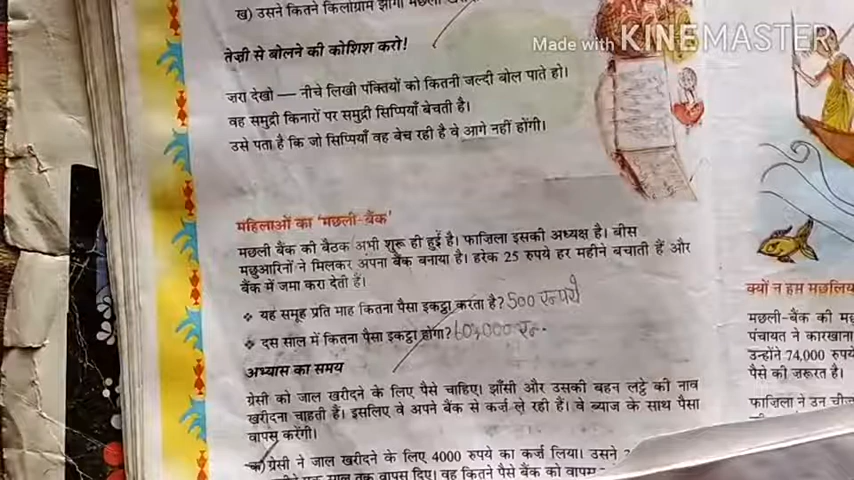 ख) उसने कितने किलोग्राम झींगा मछली
तेज़ी से बोलने की कोशिश करो!
Made With KINEMASTER
ज़रा देखो — नीचे लिखी पंक्तियों को कितनी जल्दी बोल पाते हो!
वह समुद्री किनारों पर समुद्री सिप्पियाँ बेचती है।
उसे पता है कि जो सिप्पियाँ वह बेच रही है वे आगे नहीं होंगी।
महिलाओं का 'मछली-बैंक'
मछली बैंक की बैठक अभी शुरू ही हुई है। फाज़िला इसकी अध्यक्ष है। बीस
मछुआरिनों ने मिलकर अपना बैंक बनाया है। हरेक 25 रुपये हर महीने बचाती है और
बैंक में जमा करा देती है।
❖ यह समूह प्रति माह कितना पैसा इकट्ठा करता है? 500 रुपये
❖ दस साल में कितना पैसा इकट्ठा होगा? 60,000 रु०
अभ्यास का समय
ग्रेसी को जाल खरीदने के लिए पैसे चाहिए। झाँसी और उसकी बहन लट्ठे की नाव
खरीदना चाहती हैं। इसलिए वे अपने बैंक से कर्ज़ ले रही हैं। वे ब्याज के साथ पैसा
वापस करेंगी।
क) ग्रेसी ने जाल खरीदने के लिए 4000 रुपये का कर्ज लिया। उसने
क्यों न हम मछलियों
मछली-बैंक की
पंचायत ने कारखान
उन्होंने 74,000 रुपये
पैसों की ज़रूरत है।